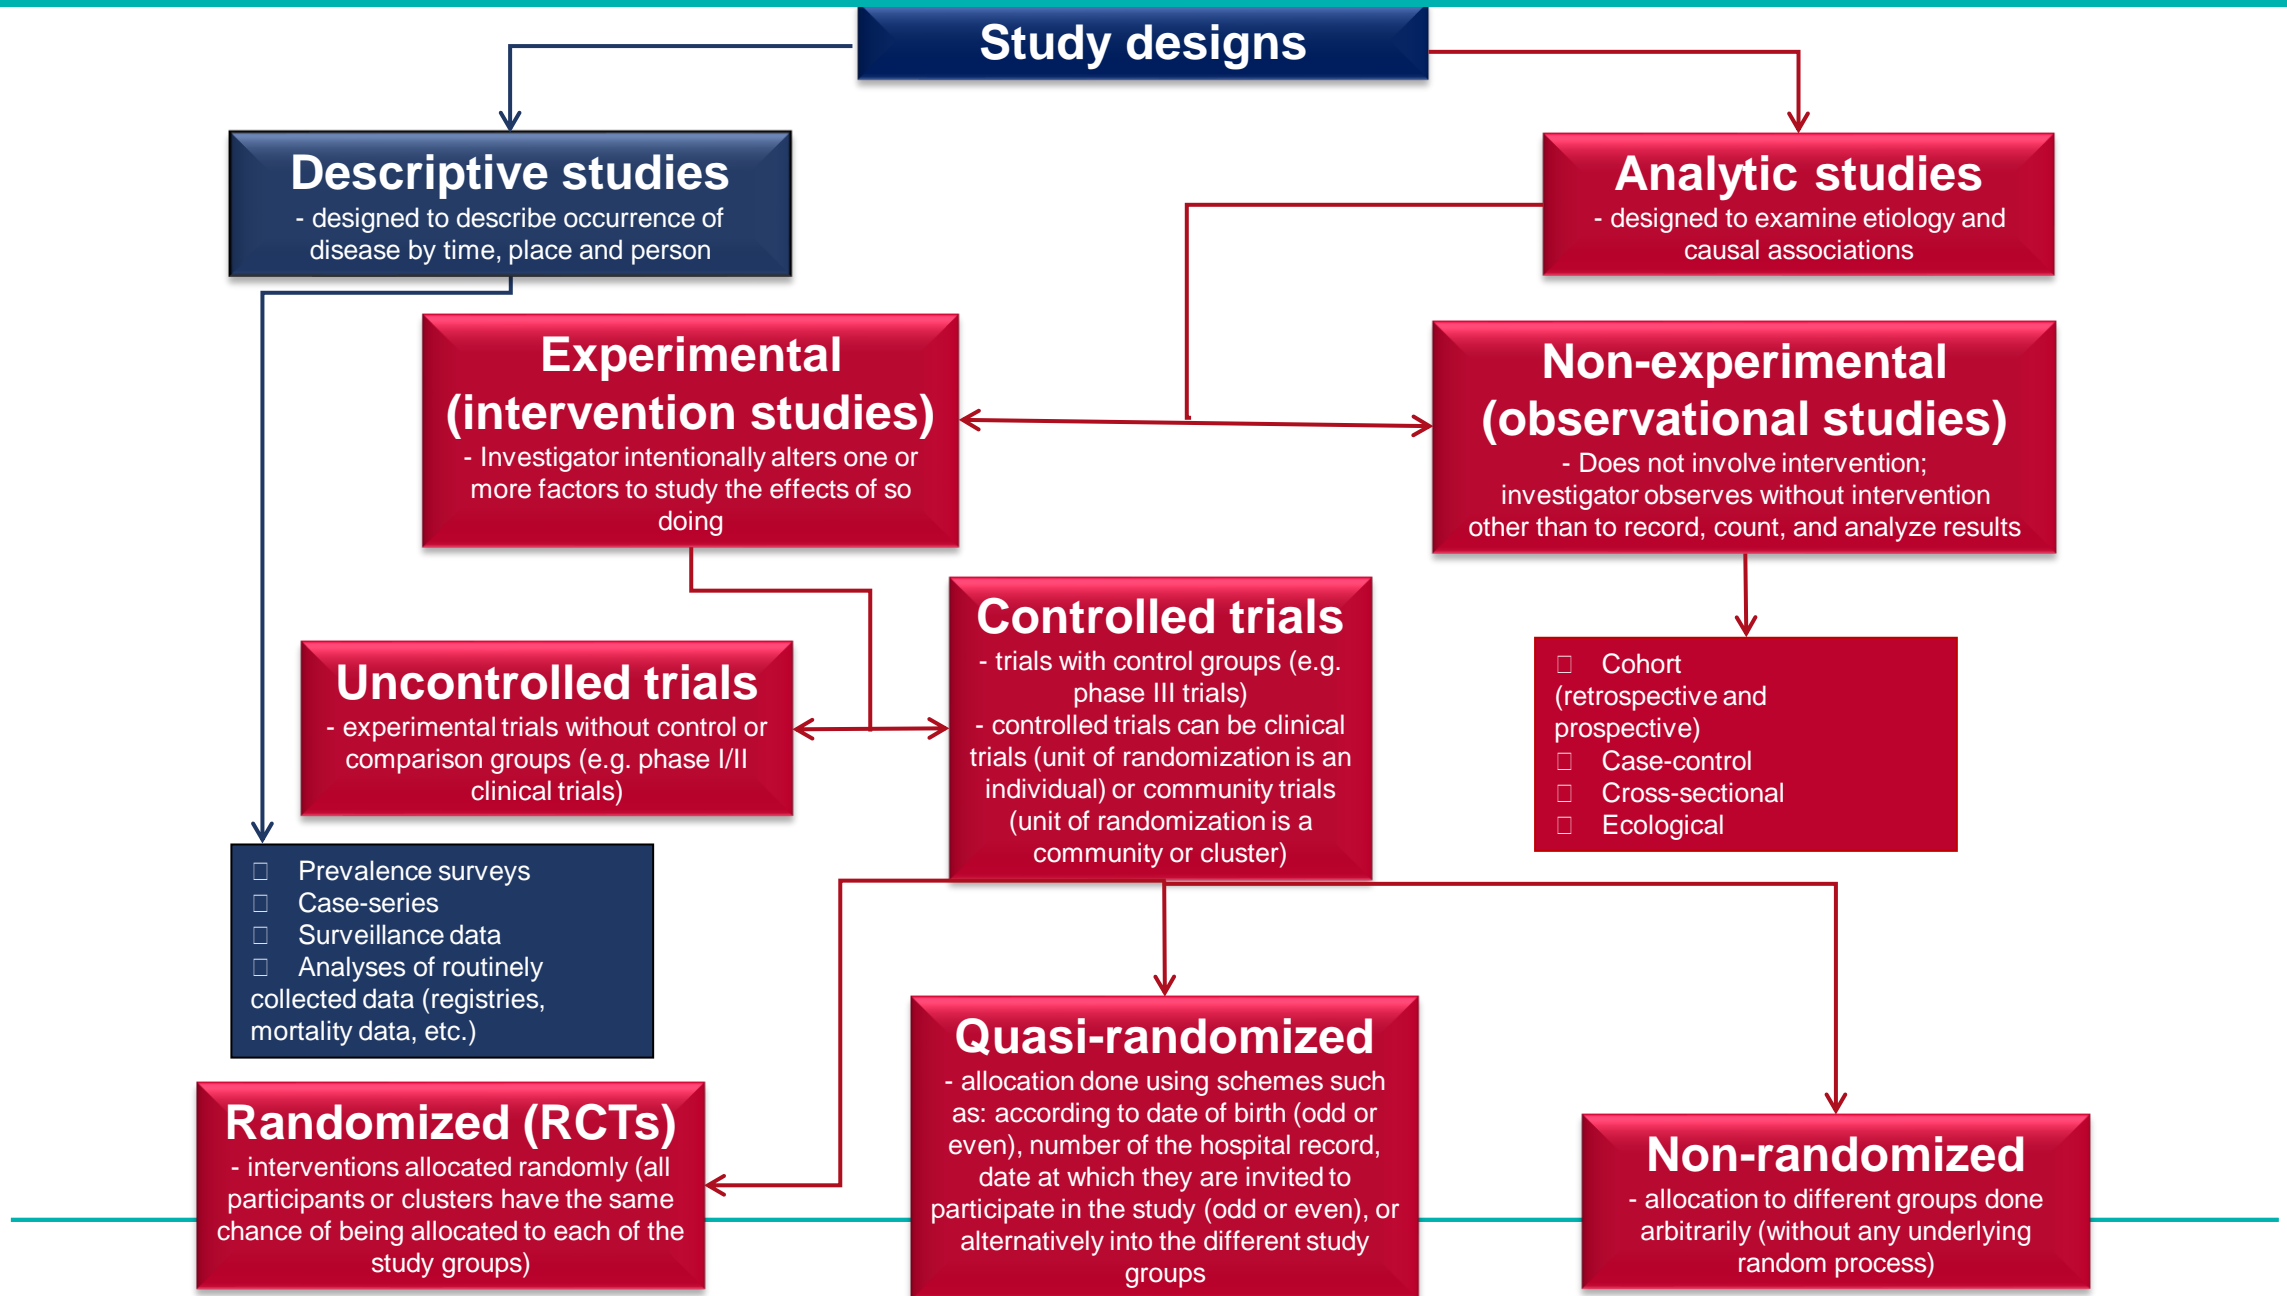 Study designs
Descriptive studies
- designed to describe occurrence of
disease by time, place and person
Analytic studies
- designed to examine etiology and
causal associations
Experimental
(intervention studies)
- Investigator intentionally alters one or
more factors to study the effects of so
doing
Non-experimental
(observational studies)
- Does not involve intervention;
investigator observes without intervention
other than to record, count, and analyze results
Uncontrolled trials
- experimental trials without control or
comparison groups (e.g. phase I/II
clinical trials)
Controlled trials
- trials with control groups (e.g.
phase III trials)
- controlled trials can be clinical
trials (unit of randomization is an
individual) or community trials
(unit of randomization is a
community or cluster)
Cohort
(retrospective and
prospective)
Case-control
Cross-sectional
Ecological
Prevalence surveys
Case-series
Surveillance data
Analyses of routinely
collected data (registries,
mortality data, etc.)
Randomized (RCTs)
- interventions allocated randomly (all
participants or clusters have the same
chance of being allocated to each of the
study groups)
Quasi-randomized
- allocation done using schemes such
as: according to date of birth (odd or
even), number of the hospital record,
date at which they are invited to
participate in the study (odd or even), or
alternatively into the different study
groups
Non-randomized
- allocation to different groups done
arbitrarily (without any underlying
random process)